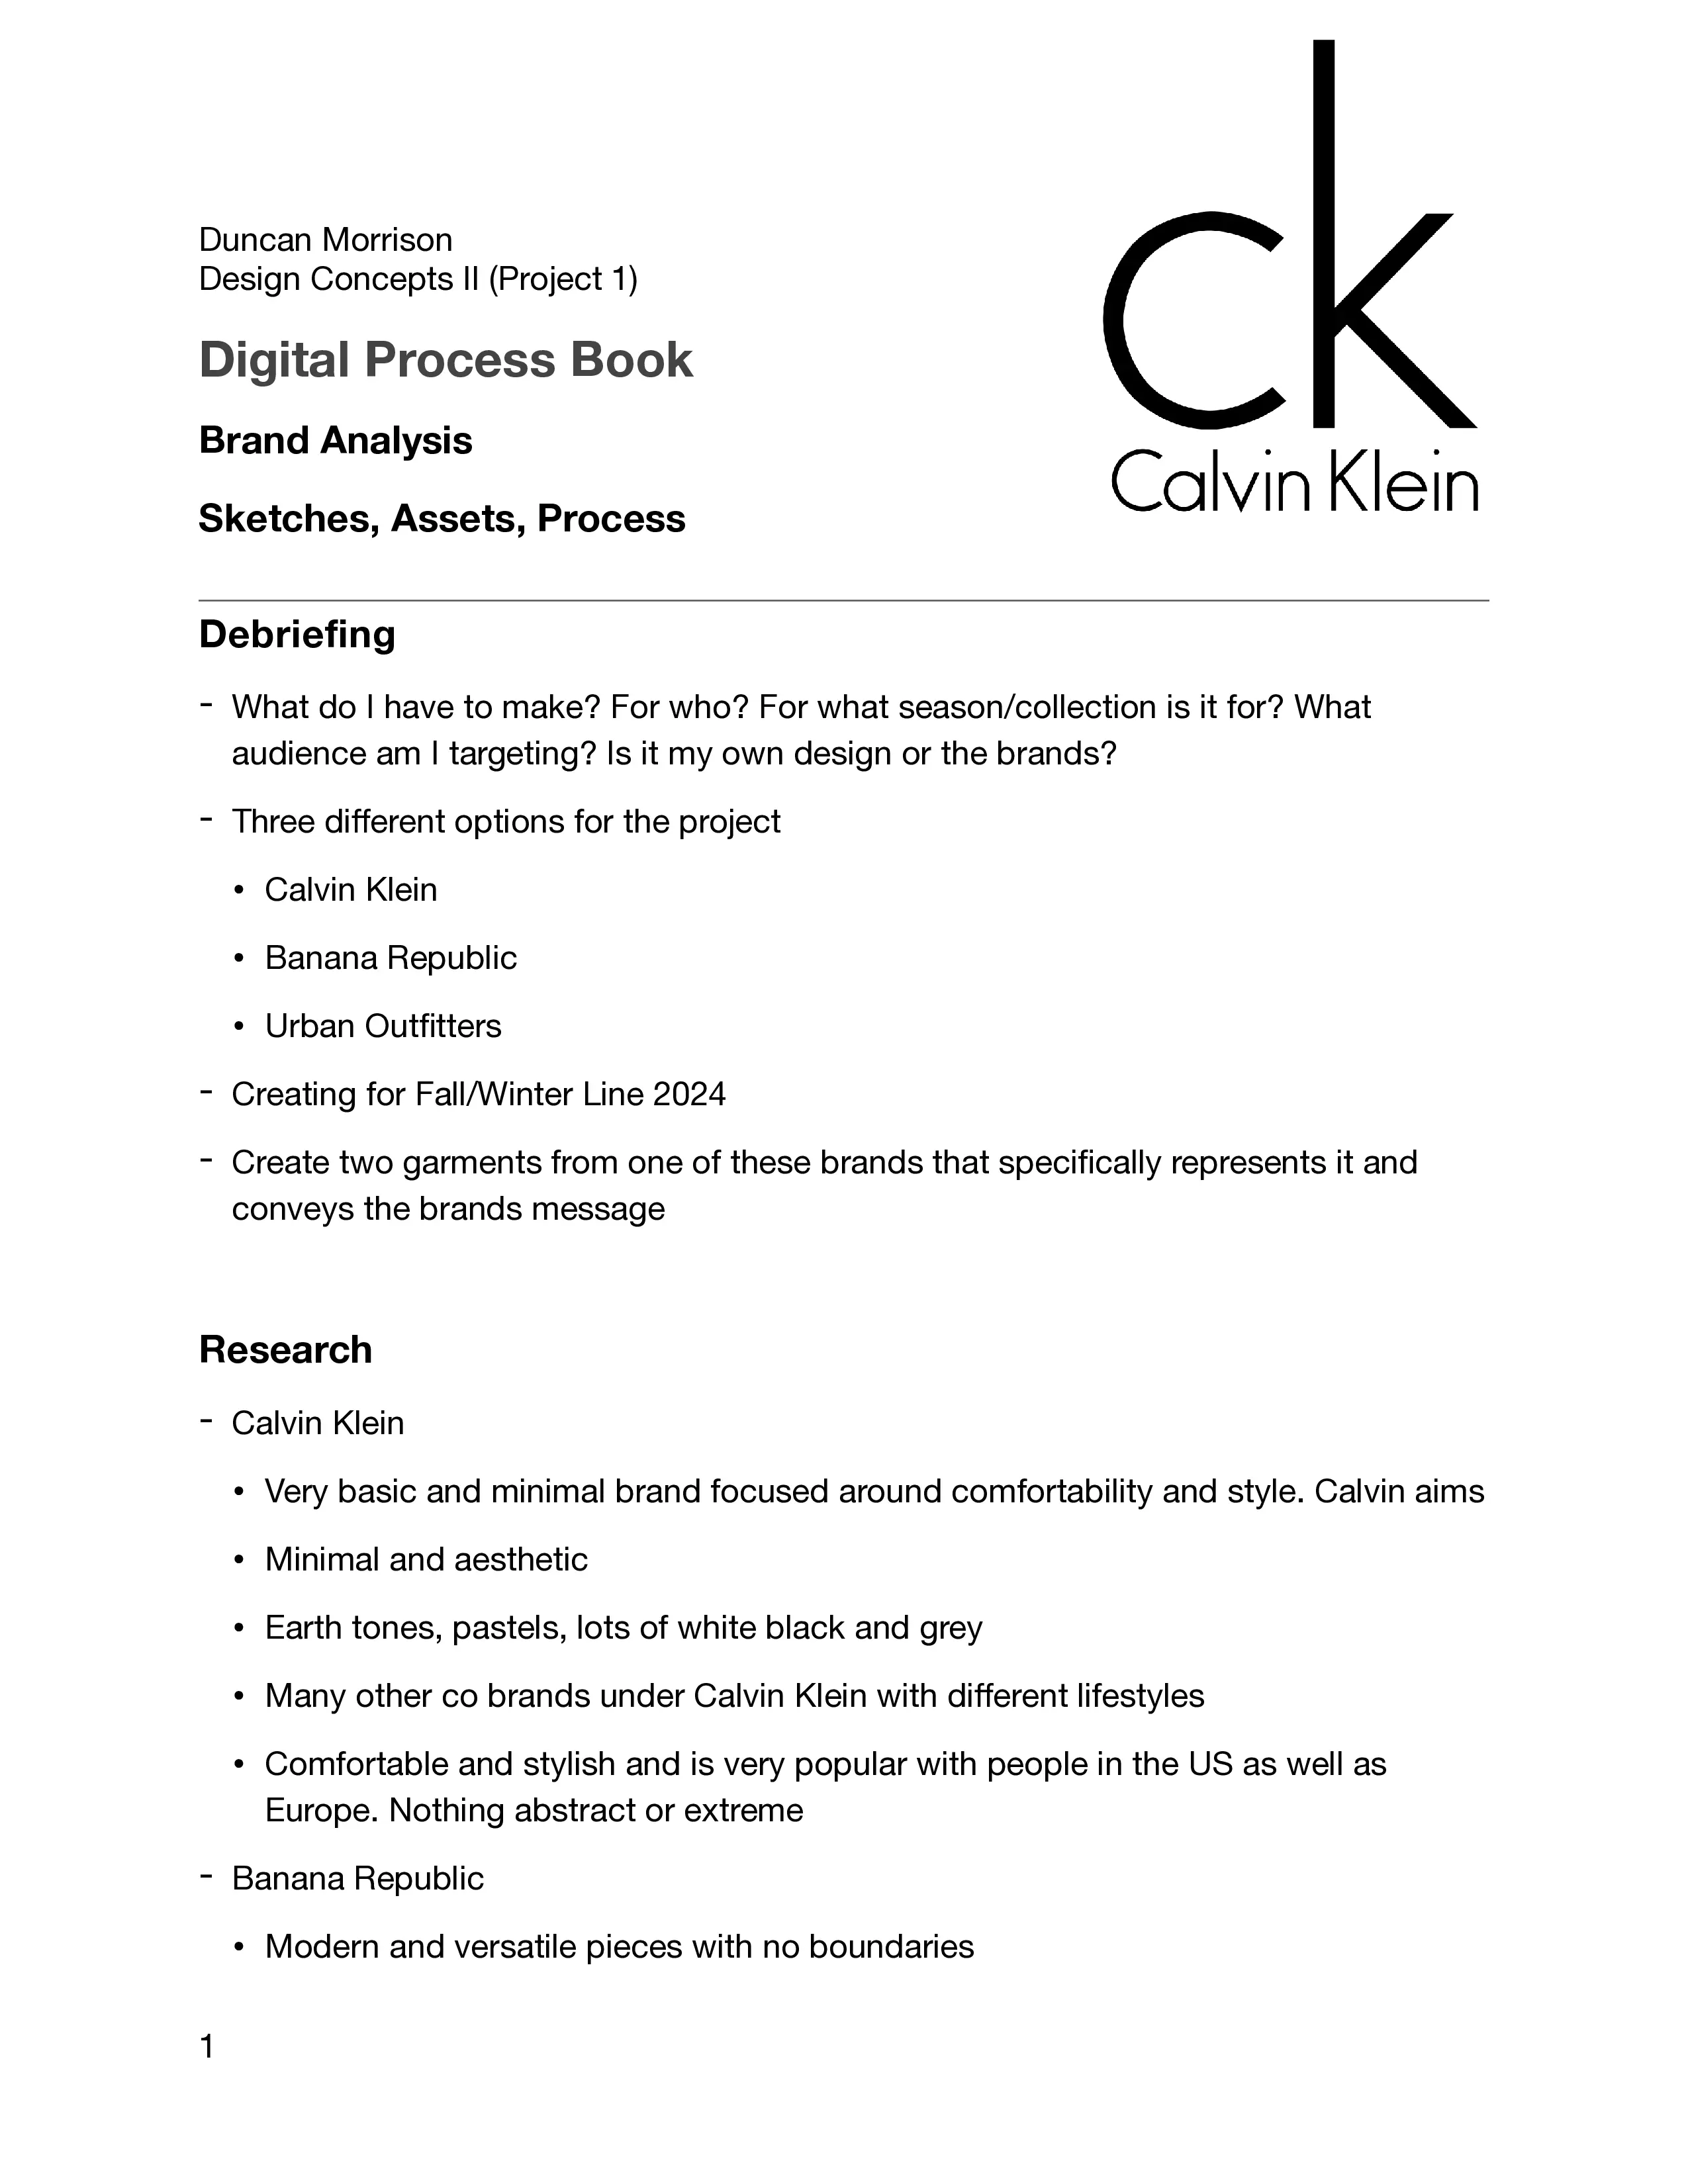 Duncan Morrison
Design Concepts II (Project 1)
Digital Process Book
Brand Analysis
Sketches, Assets, Process
ck
Calvin Klein
Debriefing
- What do I have to make? For who? For what season/collection is it for? What
audience am I targeting? Is it my own design or the brands?
- Three different options for the project
• Calvin Klein
• Banana Republic
• Urban Outfitters
- Creating for Fall/Winter Line 2024
- Create two garments from one of these brands that specifically represents it and
conveys the brands message
Research
- Calvin Klein
• Very basic and minimal brand focused around comfortability and style. Calvin aims
• Minimal and aesthetic
• Earth tones, pastels, lots of white black and grey
• Many other co brands under Calvin Klein with different lifestyles
• Comfortable and stylish and is very popular with people in the US as well as
Europe. Nothing abstract or extreme
- Banana Republic
• Modern and versatile pieces with no boundaries
1